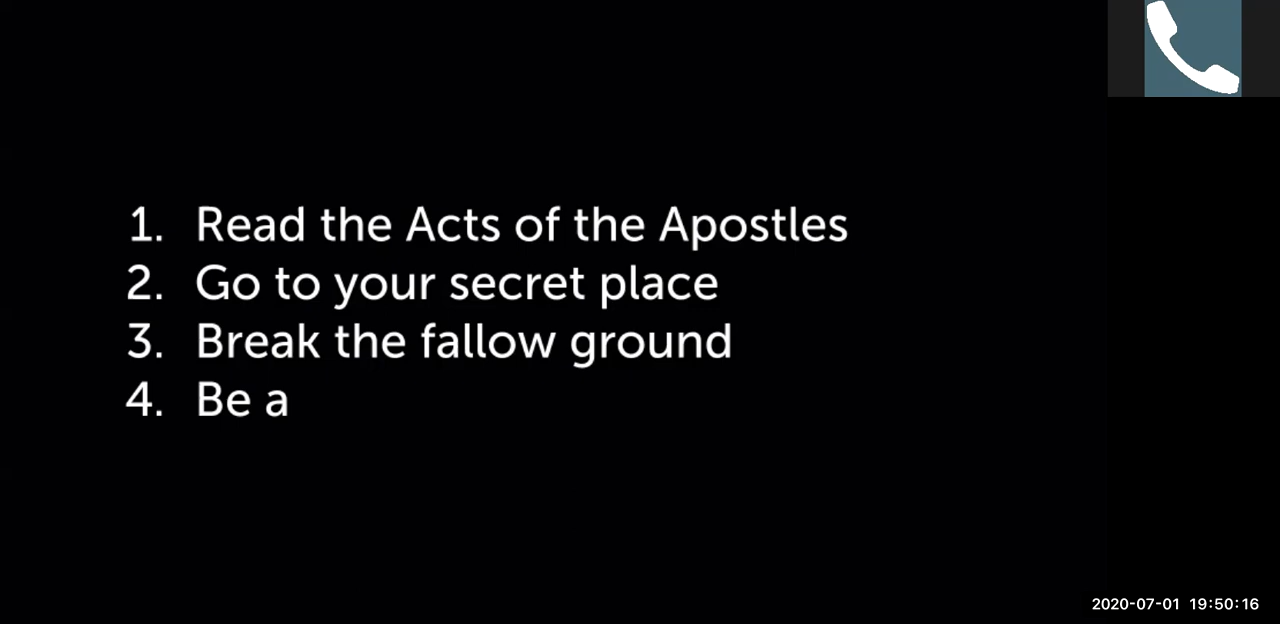 1. Read the Acts of the Apostles
2. Go to your secret place
3. Break the fallow ground
4. Be a
2020-07-01 19:50:16